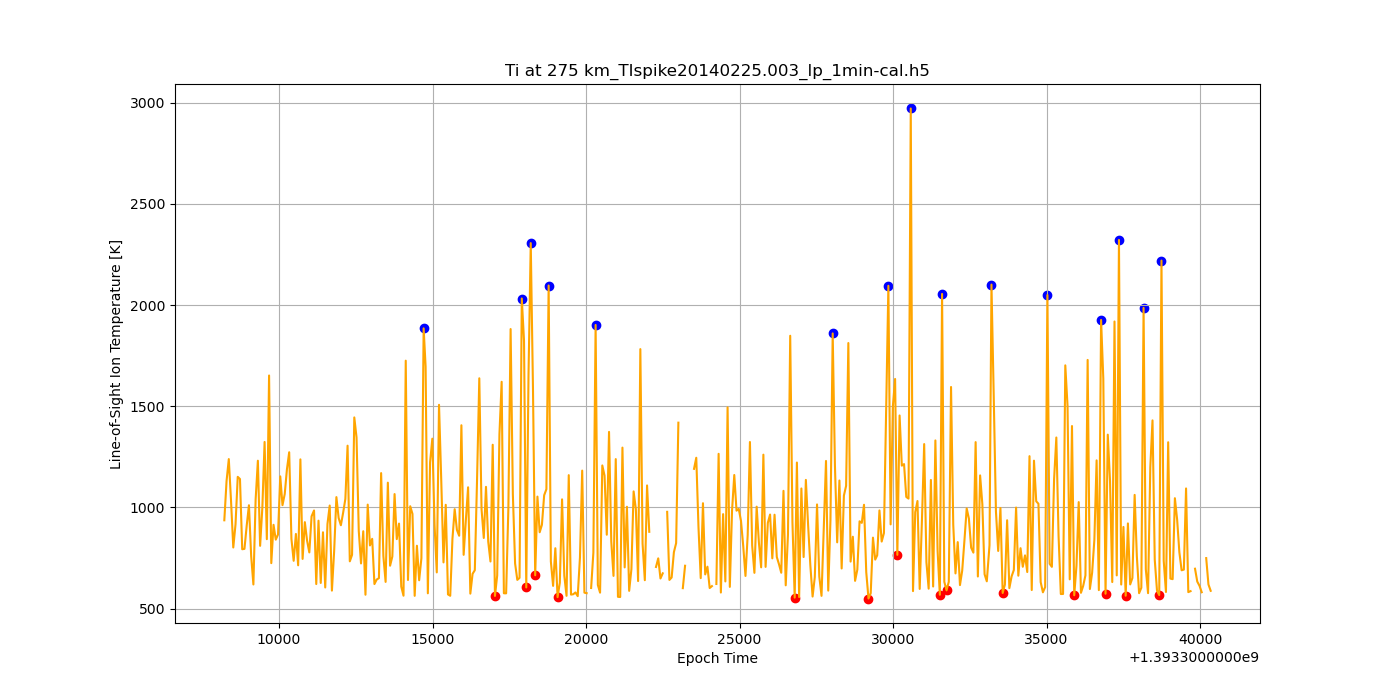 Ti at 275 km_TIspike20140225.003_lp_1min-cal.h5
Line-of-Sight Ion Temperature [K]
3000
2500
2000
1500
1000
500
10000 15000 20000 25000 30000 35000 40000
Epoch Time
+1.3933000000e9